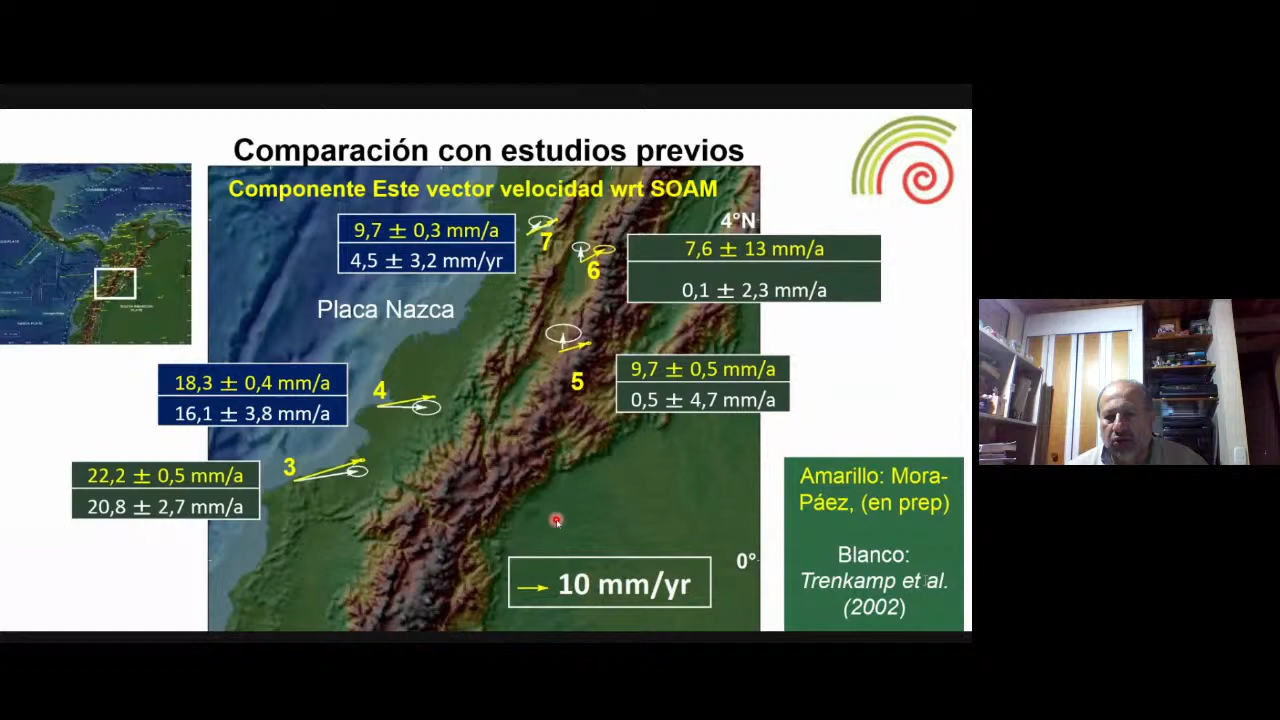 Comparación con estudios previos
Componente Este vector velocidad wrt SOAM
4°N
9,7 ± 0,3 mm/a
4,5 ± 3,2 mm/yr
7
6
7,6 ± 13 mm/a
0,1 ± 2,3 mm/a
Placa Nazca
5
9,7 ± 0,5 mm/a
0,5 ± 4,7 mm/a
18,3 ± 0,4 mm/a
16,1 ± 3,8 mm/a
4
3
22,2 ± 0,5 mm/a
20,8 ± 2,7 mm/a
0°
10 mm/yr
Amarillo: Mora-
Páez, (en prep)
Blanco:
Trenkamp et al.
(2002)